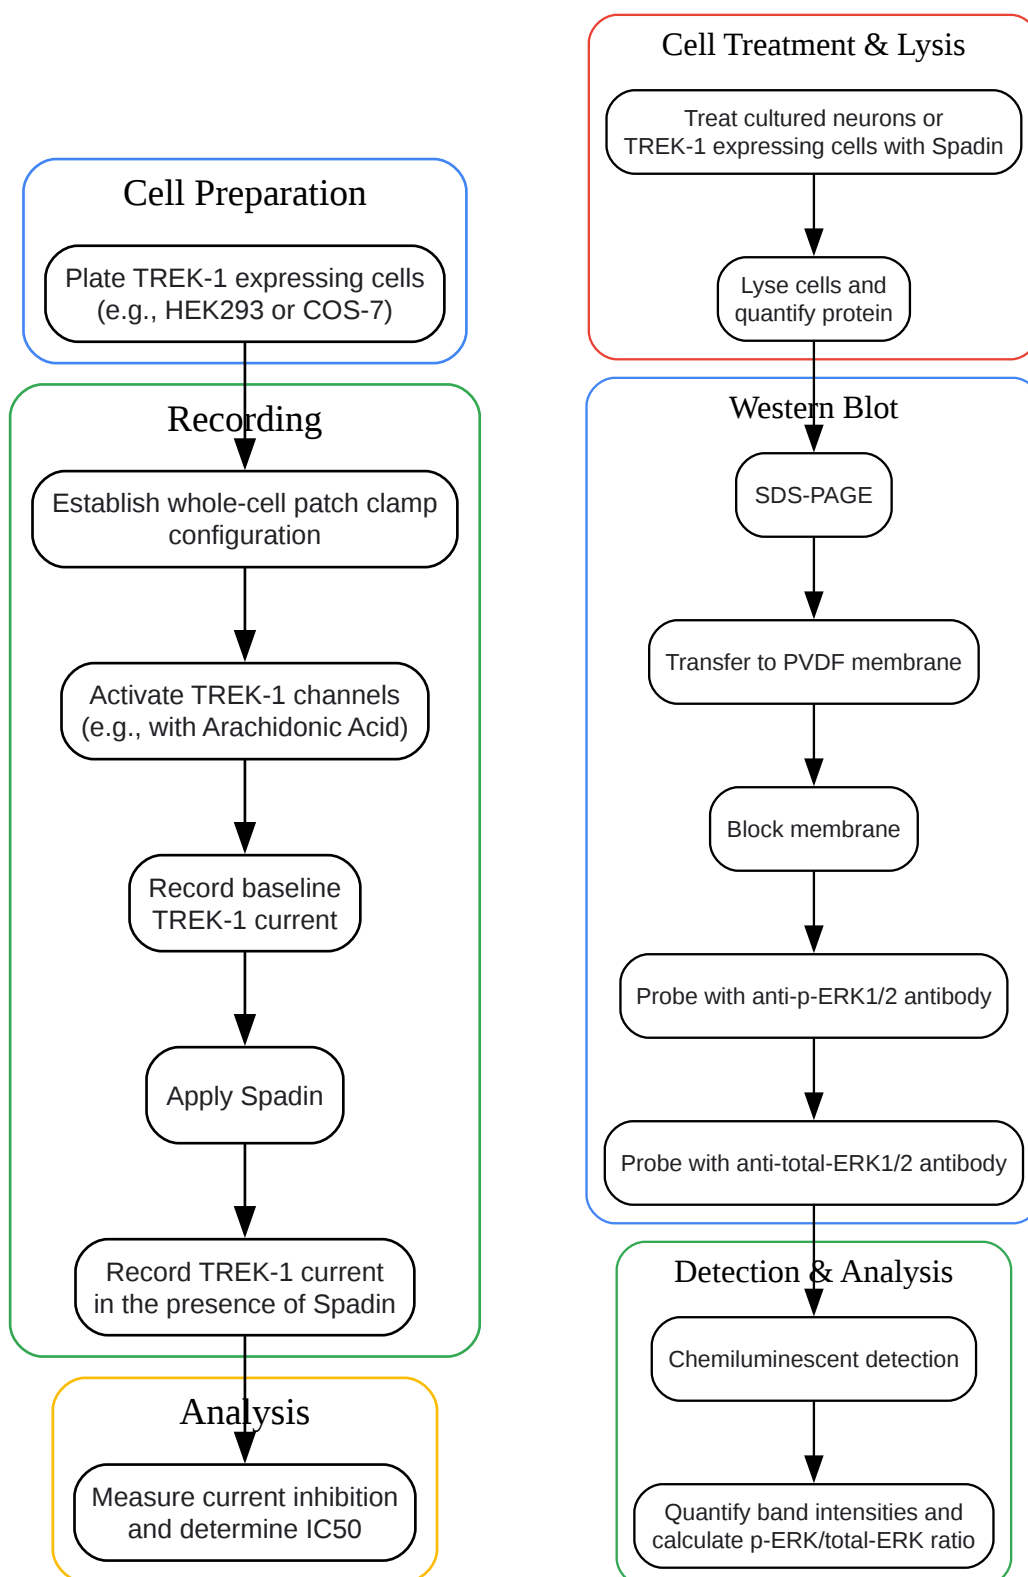 Cell Preparation
Plate TREK-1 expressing cells
(e.g., HEK293 or COS-7)
Recording
Establish whole-cell patch clamp
configuration
Activate TREK-1 channels
(e.g., with Arachidonic Acid)
Record baseline
TREK-1 current
Apply Spadin
Record TREK-1 current
in the presence of Spadin
Analysis
Measure current inhibition
and determine IC50
Cell Treatment & Lysis
Treat cultured neurons or
TREK-1 expressing cells with Spadin
Lyse cells and
quantify protein
Western Blot
SDS-PAGE
Transfer to PVDF membrane
Block membrane
Probe with anti-p-ERK1/2 antibody
Probe with anti-total-ERK1/2 antibody
Detection & Analysis
Chemiluminescent detection
Quantify band intensities and
calculate p-ERK/total-ERK ratio